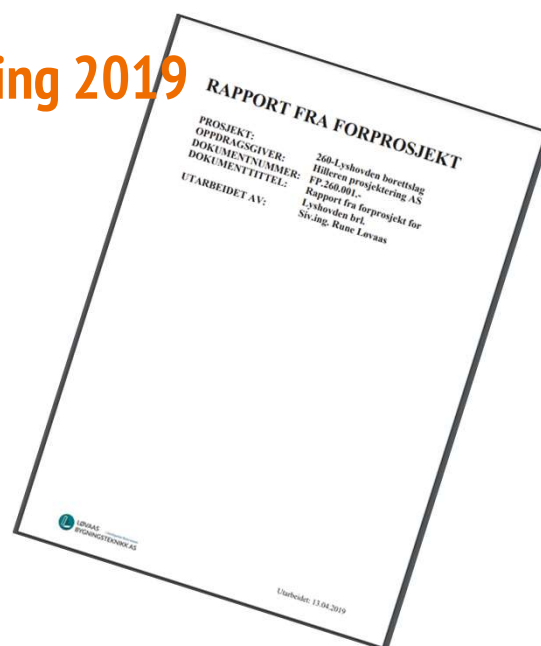 ing 2019
RAPPORT FRA FORPROSJEKT
PROSJEKT: 260-Lyshovden borettslag
OPPDRAGSGIVER: Hilleren prosjektering AS
DOKUMENTNUMMER: FP.260.001.-
DOKUMENTTITTEL: Rapport fra forprosjekt for
Lyshovden brl.
UTARBEIDET AV: Siv.ing. Rune Løvaas
LØVAAS
BYGNINGSTEKNIKK AS
Utarbeidet: 13.04.2019